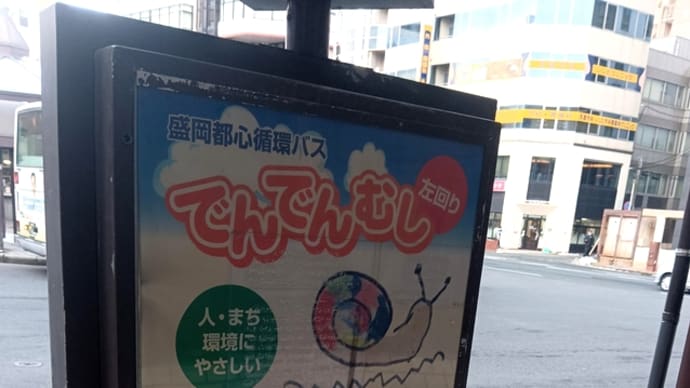 盛岡都心循環バス
でんでんむし
左回り
人・まち
環境に
やさしい